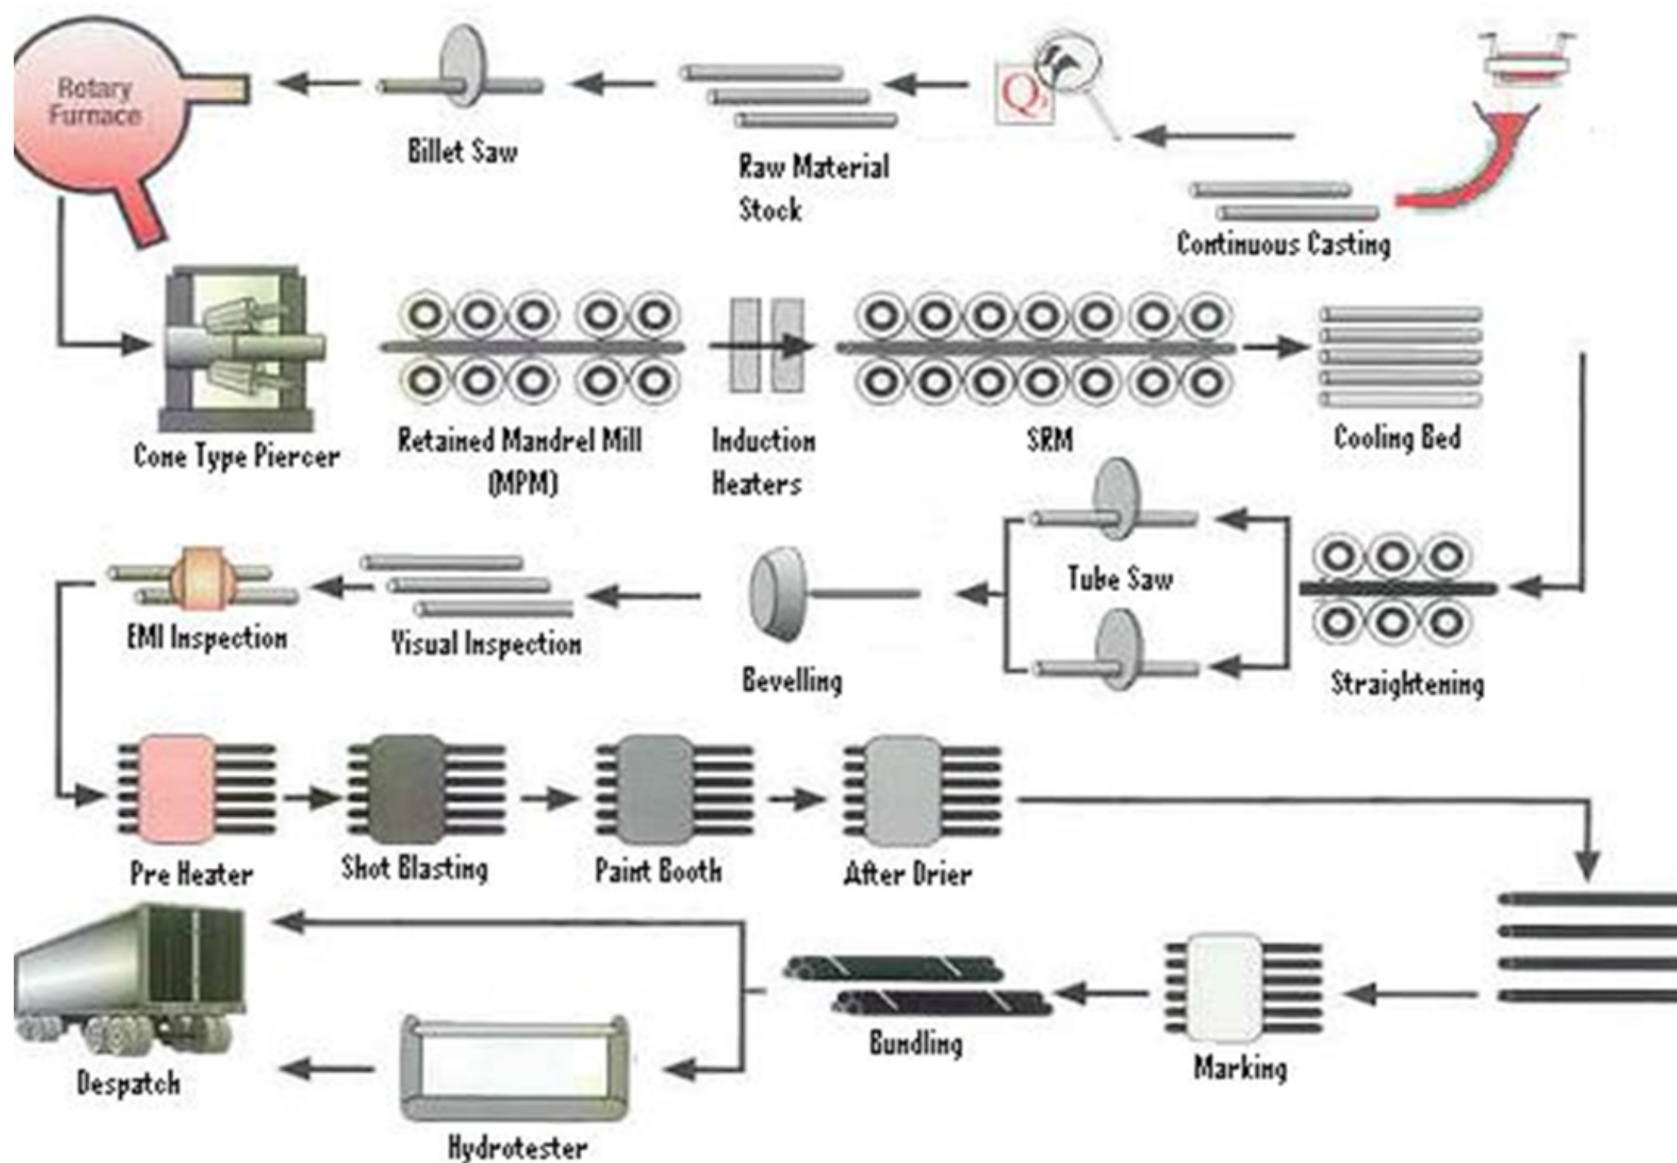 Rotary
Furnace
Billet Saw
Raw Material
Stock
Q
Continuous Casting
Cone Type Piercer
Retained Mandrel Mill
(MPM)
Induction
Heaters
SRM
Cooling Bed
EMI Inspection
Visual Inspection
Bevelling
Tube Saw
Straightening
Pre Heater
Shot Blasting
Paint Booth
After Drier
Despatch
Hydrotester
Bundling
Marking